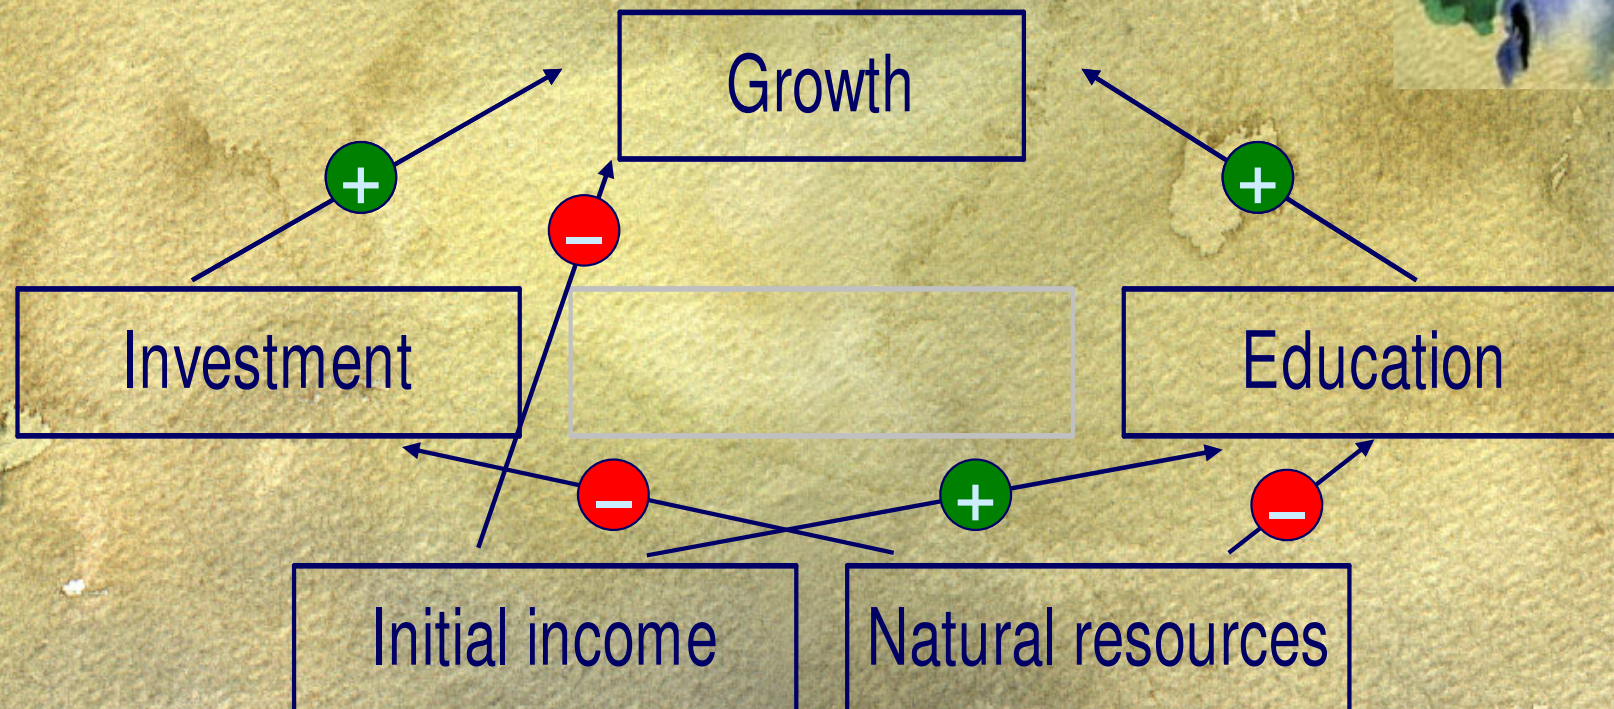 Growth
+
–
+
Investment
Education
–
+
–
Initial income
Natural resources